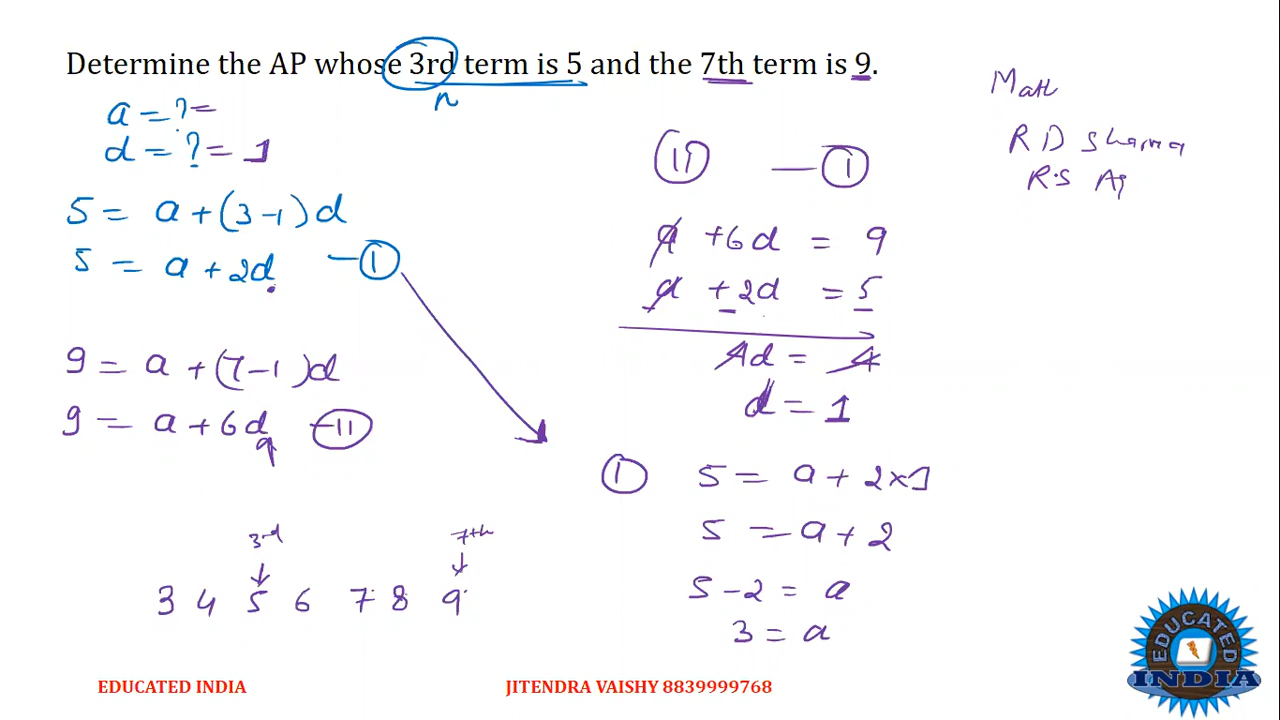 Determine the AP whose 3rd term is 5 and the 7th term is 9.
n
a = ? =
d = ? = 1
5 = a + (3-1)d
5 = a + 2d — ①
9 = a + (7-1)d
9 = a + 6d — ⑪
3rd 7th
3 4 5 6 7 8 9
⑪ — ①
a + 6d = 9
a + 2d = 5
4d = 4
d = 1
① 5 = a + 2×1
5 = a + 2
5 - 2 = a
3 = a
Math
R D Sharma
R.S Ag
EDUCATED INDIA
JITENDRA VAISHY 8839999768
EDUCATED
INDIA